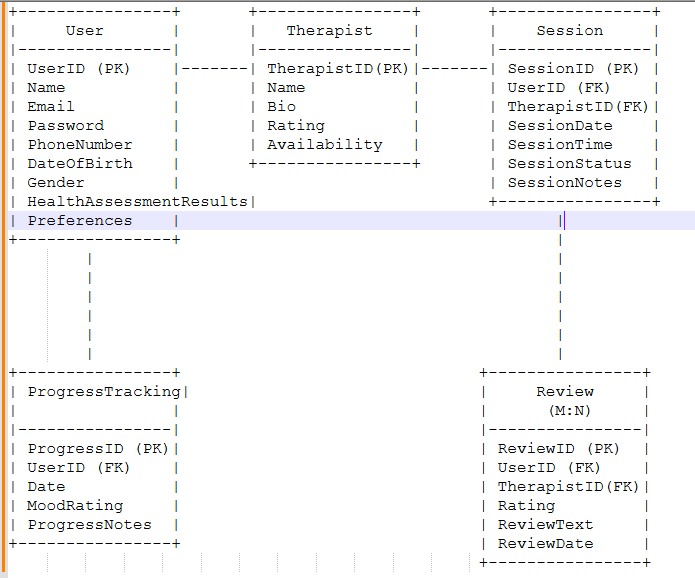 +----------------+       +----------------+       +----------------+
|     User       |       |   Therapist    |       |    Session     |
|----------------|       |----------------|       |----------------|
| UserID (PK)    |-------| TherapistID(PK)|-------| SessionID (PK) |
| Name           |       | Name           |       | UserID (FK)    |
| Email          |       | Bio            |       | TherapistID(FK)|
| Password       |       | Rating         |       | SessionDate    |
| PhoneNumber    |       | Availability   |       | SessionTime    |
| DateOfBirth    |       +----------------+       | SessionStatus  |
| Gender         |                                | SessionNotes   |
| HealthAssessmentResults|                       +----------------+
| Preferences    |                                      |
+----------------+                                      |
        |                                               |
        |                                               |
        |                                               |
        |                                               |
        |                                               |
        |                                               |
+----------------+                              +----------------+
| ProgressTracking|                             |     Review     |
|                |                              |      (M:N)     |
|----------------|                              |----------------|
| ProgressID (PK)|                              | ReviewID (PK)  |
| UserID (FK)    |                              | UserID (FK)    |
| Date           |                              | TherapistID(FK)|
| MoodRating     |                              | Rating         |
| ProgressNotes  |                              | ReviewText     |
+----------------+                              | ReviewDate     |
                                                +----------------+